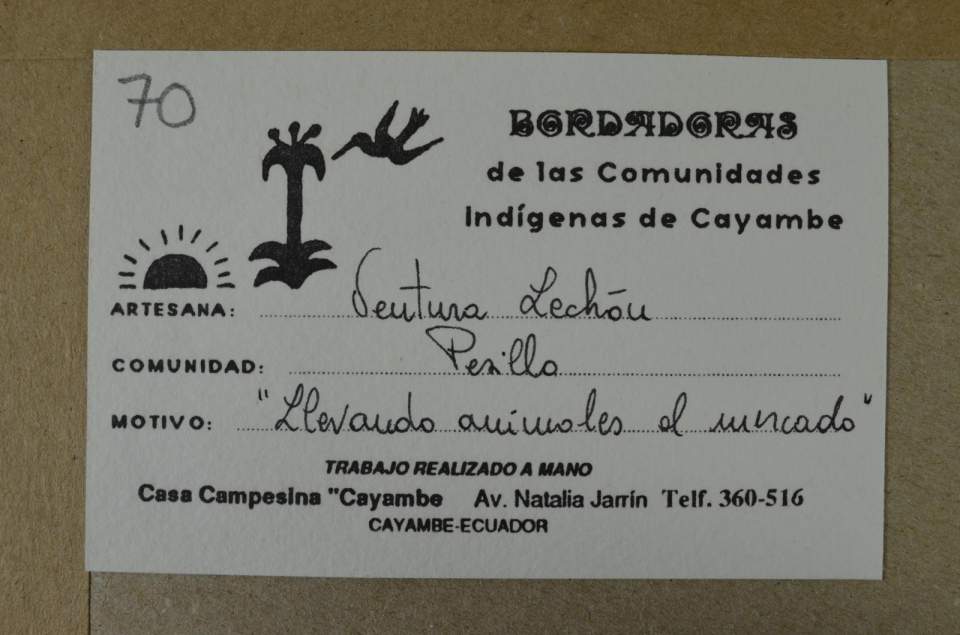 70
BORDADORAS
de las Comunidades
Indígenas de Cayambe
ARTESANA: Ventura Lechón
COMUNIDAD: Pesillo
MOTIVO: "Llevando animales al mercado"
TRABAJO REALIZADO A MANO
Casa Campesina "Cayambe Av. Natalia Jarrín Telf. 360-516
CAYAMBE-ECUADOR